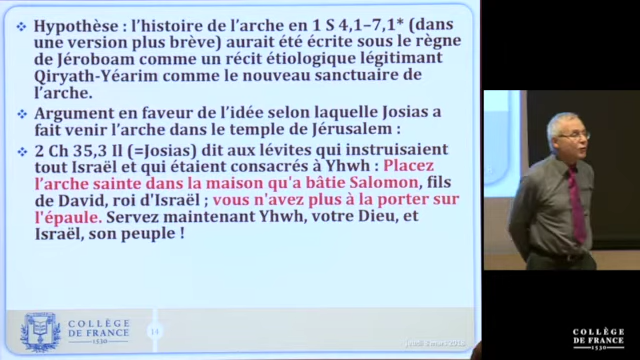 Hypothèse : l'histoire de l'arche en 1 S 4,1–7,1* (dans
une version plus brève) aurait été écrite sous le règne
de Jéroboam comme un récit étiologique légitimant
Qiryath-Yéarim comme le nouveau sanctuaire de
l'arche.
Argument en faveur de l'idée selon laquelle Josias a
fait venir l'arche dans le temple de Jérusalem :
2 Ch 35,3 Il (=Josias) dit aux lévites qui instruisaient
tout Israël et qui étaient consacrés à Yhwh : Placez
l'arche sainte dans la maison qu'a bâtie Salomon, fils
de David, roi d'Israël ; vous n'avez plus à la porter sur
l'épaule. Servez maintenant Yhwh, votre Dieu, et
Israël, son peuple !
COLLÈGE
DE FRANCE
1530
14
jeudi
COLLÈGE
DE FRANCE
1530